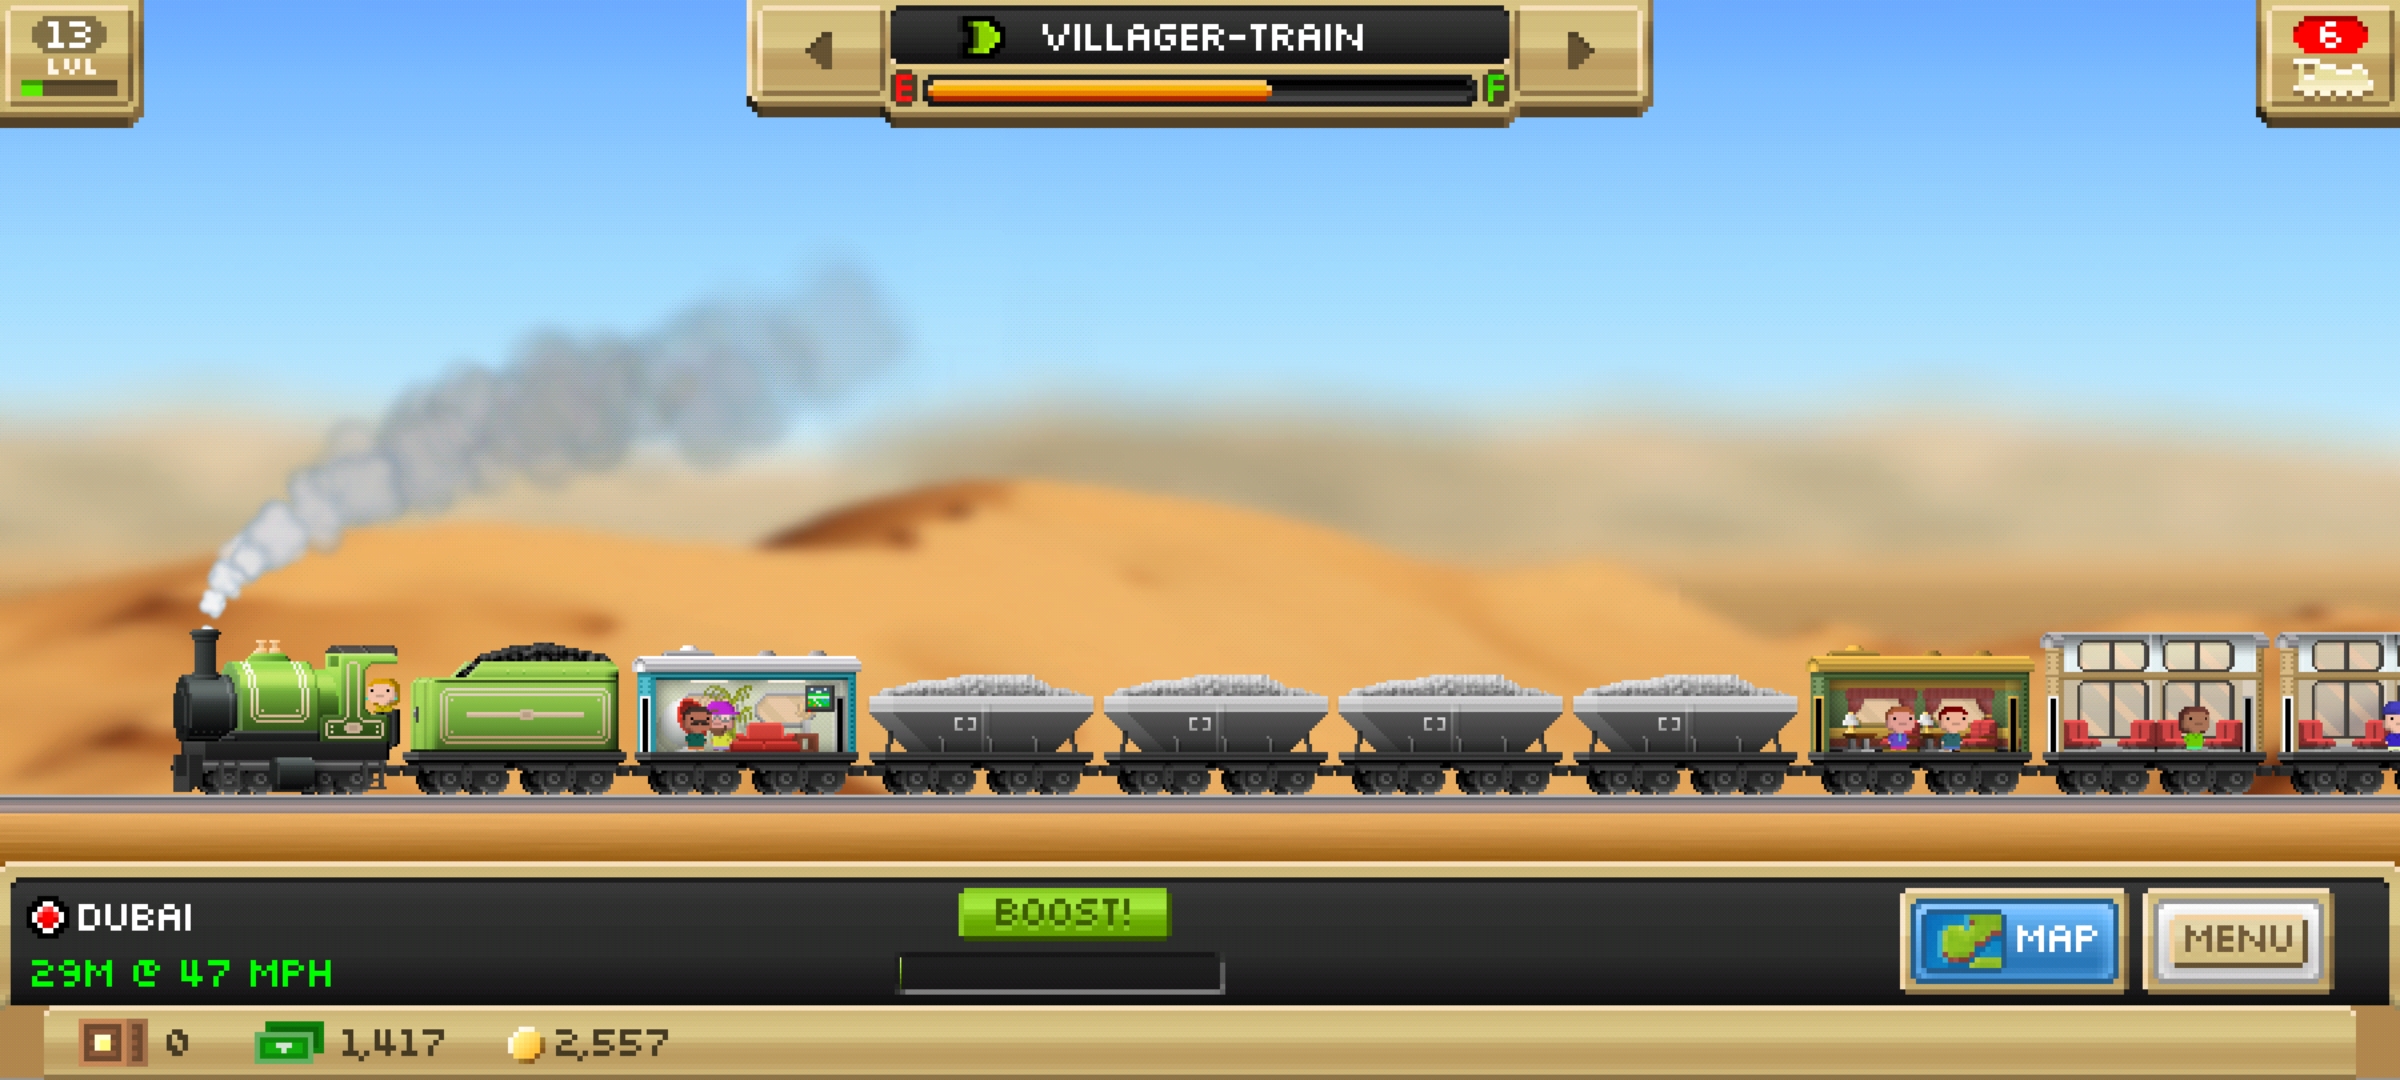 13
LVL
VILLAGER-TRAIN
E F
6
DUBAI
29M @ 47 MPH
BOOST!
MAP
MENU
0 1,417 2,557